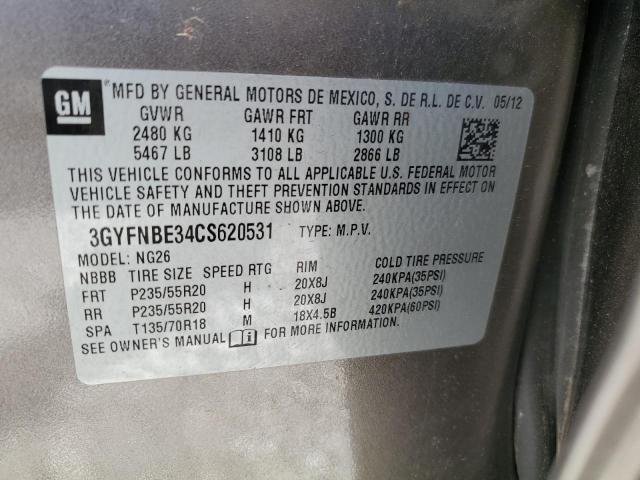 GM
MFD BY GENERAL MOTORS DE MEXICO, S. DE R.L. DE C.V. 05/12
GVWR GAWR FRT GAWR RR
2480 KG 1410 KG 1300 KG
5467 LB 3108 LB 2866 LB
THIS VEHICLE CONFORMS TO ALL APPLICABLE U.S. FEDERAL MOTOR
VEHICLE SAFETY AND THEFT PREVENTION STANDARDS IN EFFECT ON
THE DATE OF MANUFACTURE SHOWN ABOVE.
3GYFNBE34CS620531 TYPE: M.P.V.
MODEL: NG26
NBBB TIRE SIZE SPEED RTG RIM COLD TIRE PRESSURE
FRT P235/55R20 H 20X8J 240KPA(35PSI)
RR P235/55R20 H 20X8J 240KPA(35PSI)
SPA T135/70R18 M 18X4.5B 420KPA(60PSI)
SEE OWNER'S MANUAL FOR MORE INFORMATION.